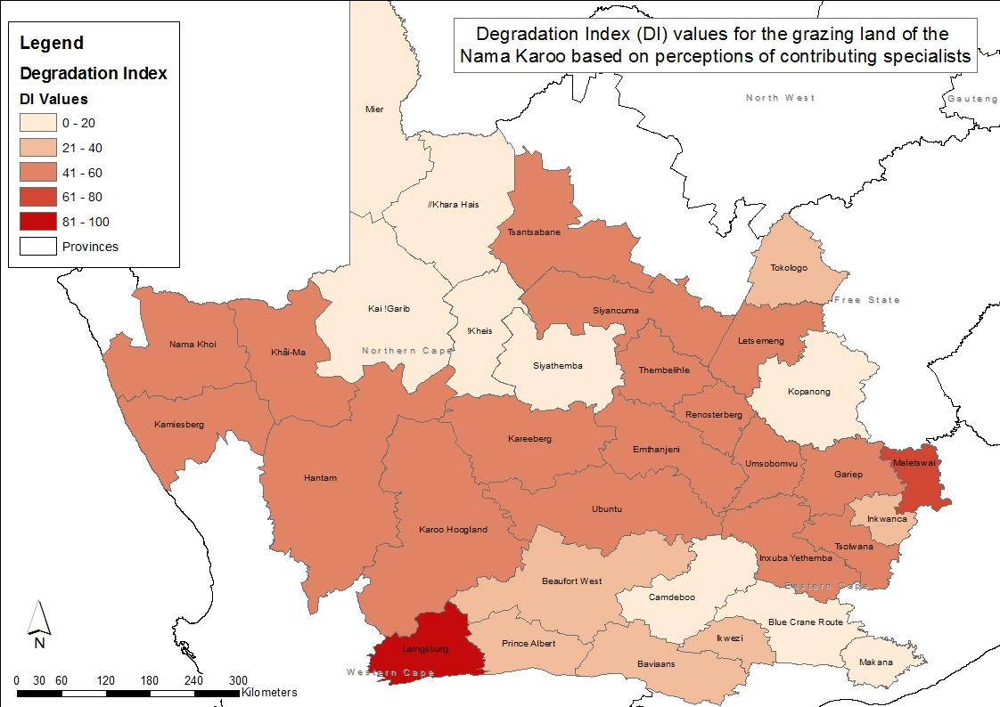 Degradation Index (DI) values for the grazing land of the
Nama Karoo based on perceptions of contributing specialists
Legend
Degradation Index
DI Values
0 - 20
21 - 40
41 - 60
61 - 80
81 - 100
Provinces
North West
Gauteng
Mier
//Khara Hais
Tsantsabane
Tokologo
Free State
Kai !Garib
Siyancuma
!Kheis
Letsemeng
Nama Khoi
Khâi-Ma
Northern Cape
Siyathemba
Thembelihle
Kopanong
Renosterberg
Kamiesberg
Kareeberg
Emthanjeni
Umsobomvu
Maletswai
Gariep
Hantam
Ubuntu
Inkwanca
Karoo Hoogland
Tsolwana
Inxuba Yethemba
Beaufort West
Eastern Cape
Camdeboo
Blue Crane Route
Ikwezi
Prince Albert
Laingsburg
Baviaans
Makana
Western Cape
N
0 30 60 120 180 240 300
Kilometers